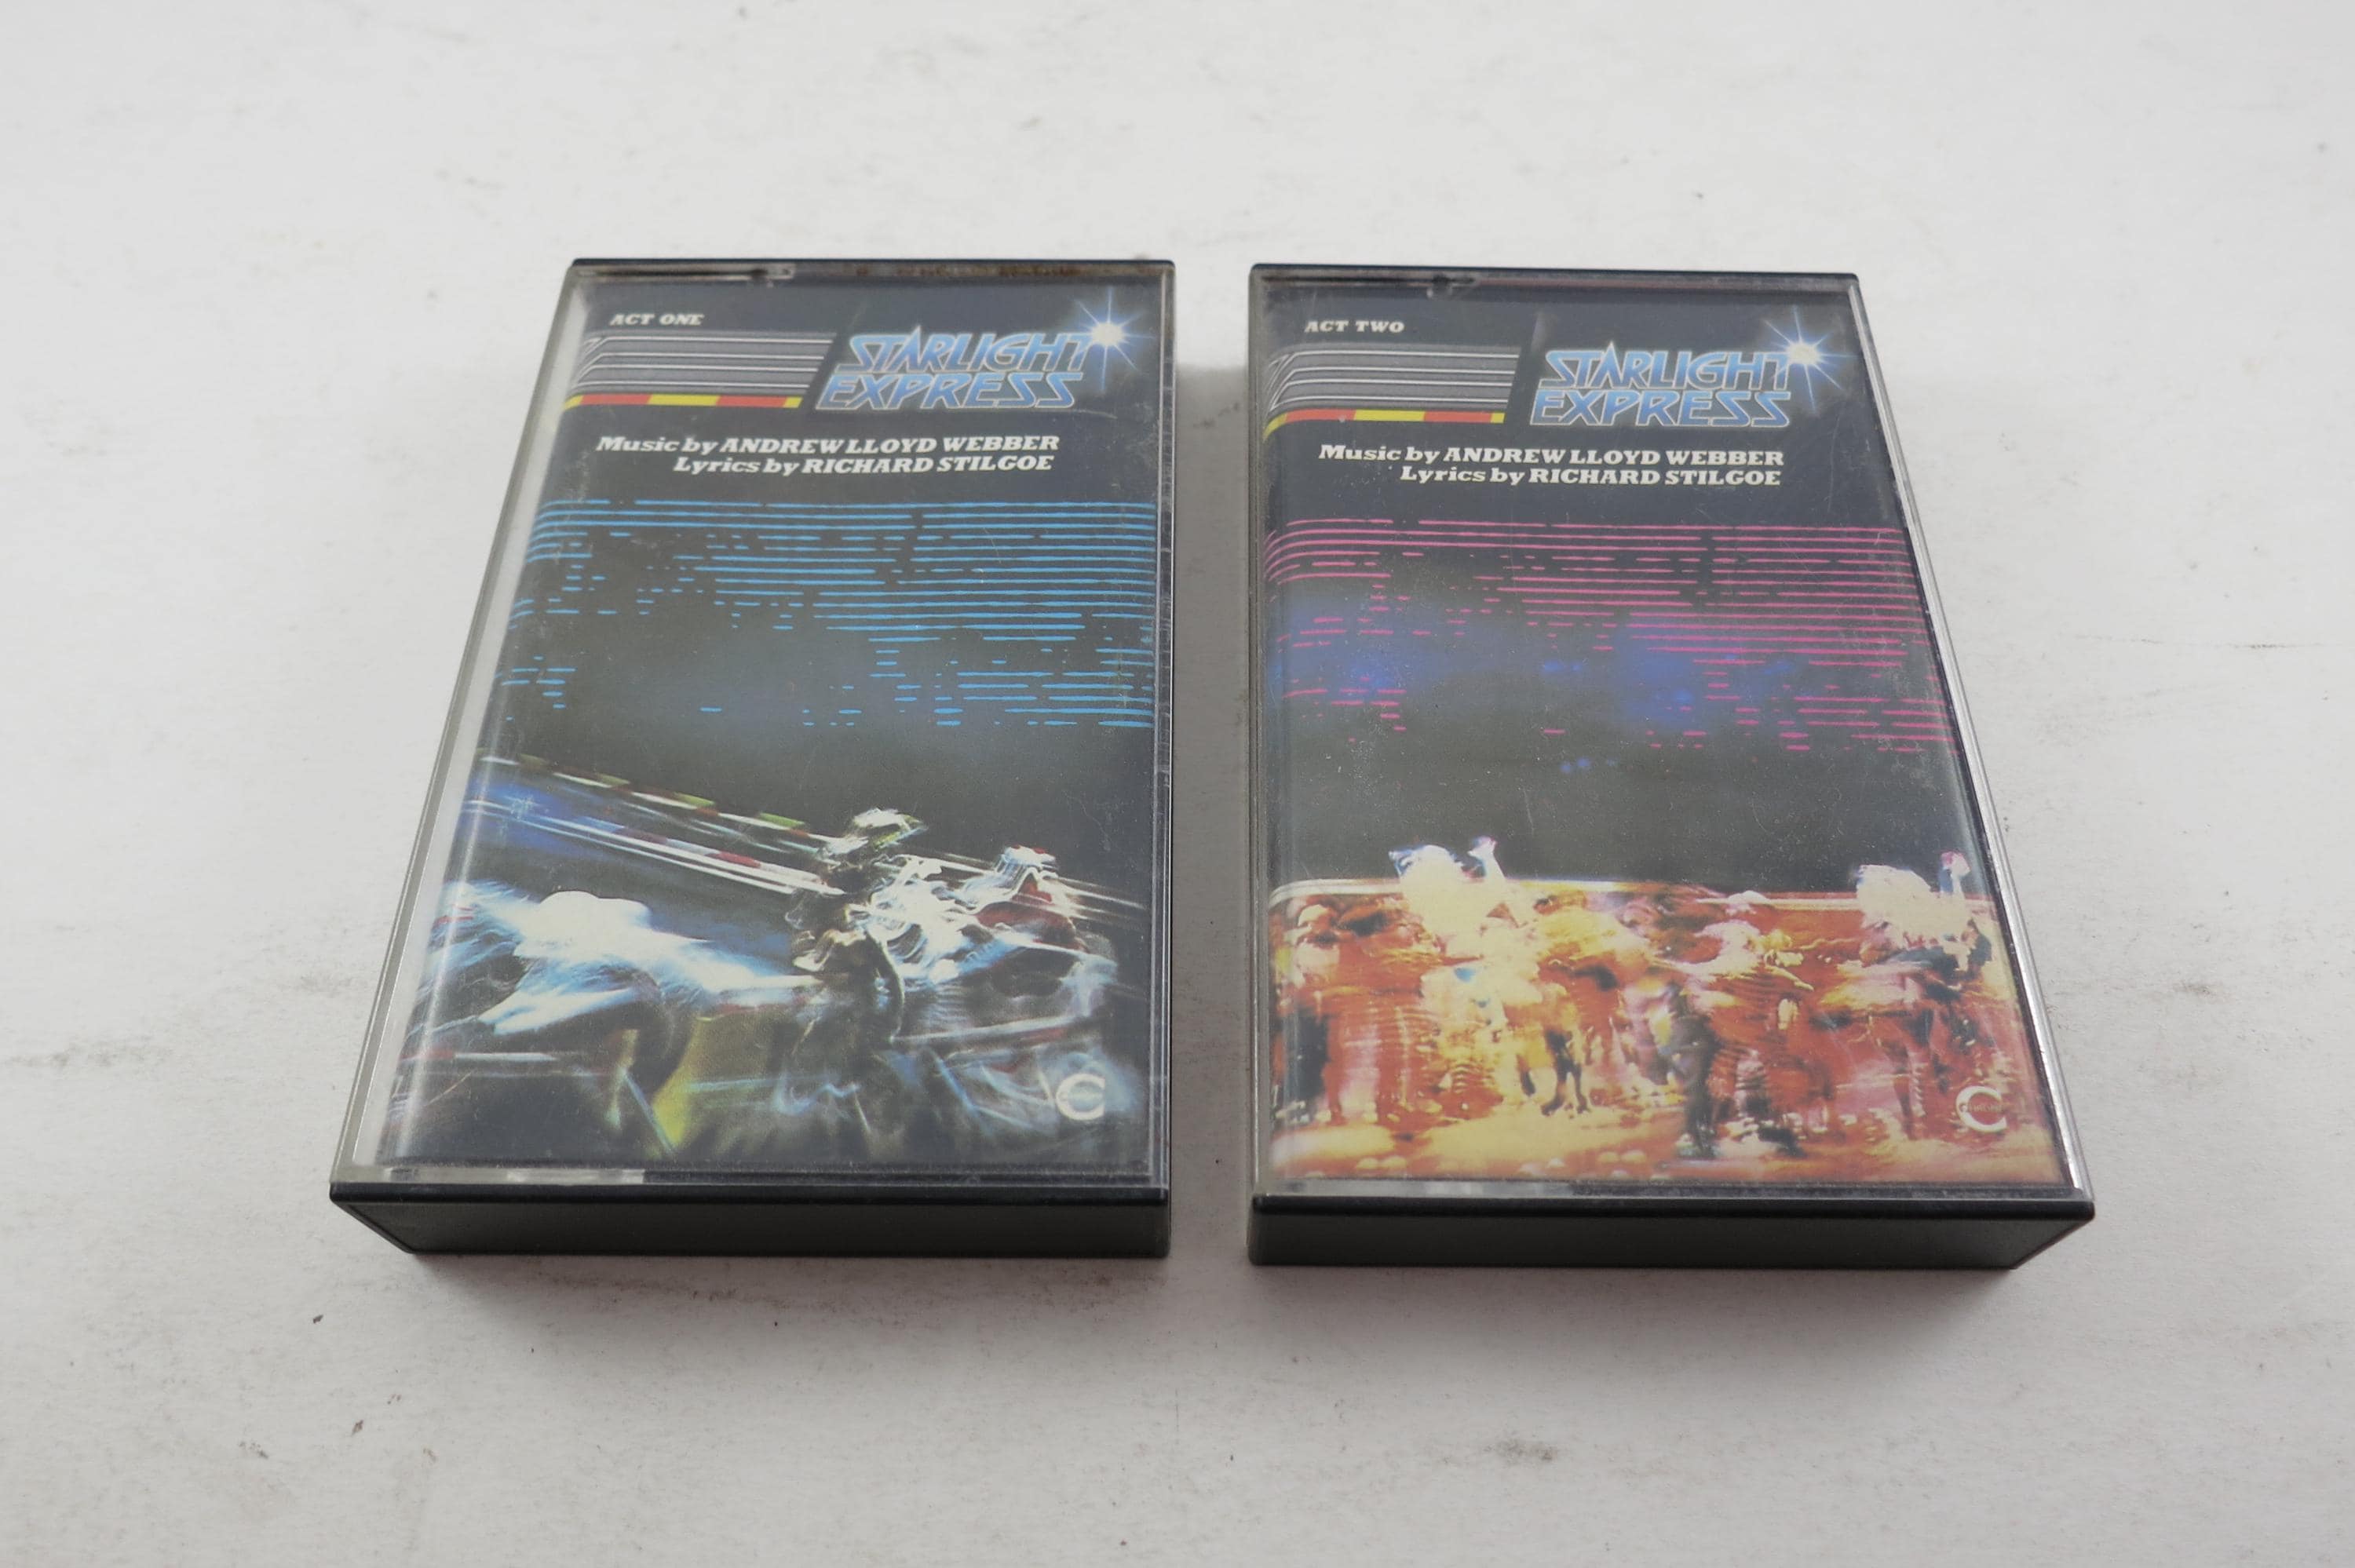 ACT ONE
STARLIGHT
EXPRESS
Music by ANDREW LLOYD WEBBER
Lyrics by RICHARD STILGOE
ACT TWO
STARLIGHT
EXPRESS
Music by ANDREW LLOYD WEBBER
Lyrics by RICHARD STILGOE